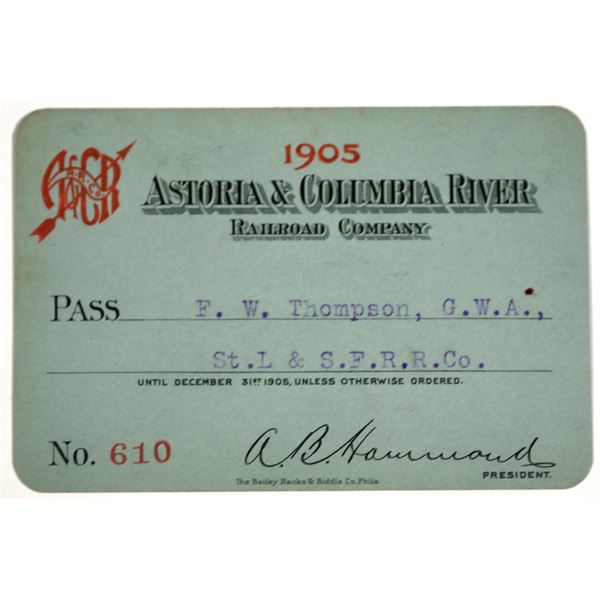 A&CR
R.R.Co.
1905
ASTORIA & COLUMBIA RIVER
RAILROAD COMPANY
PASS F. W. Thompson, G.W.A.,
St.L & S.F.R.R.Co.
UNTIL DECEMBER 31ST 1905, UNLESS OTHERWISE ORDERED.
No. 610 A.B. Hammond
PRESIDENT.
The Bailey Banks & Biddle Co. Phila.